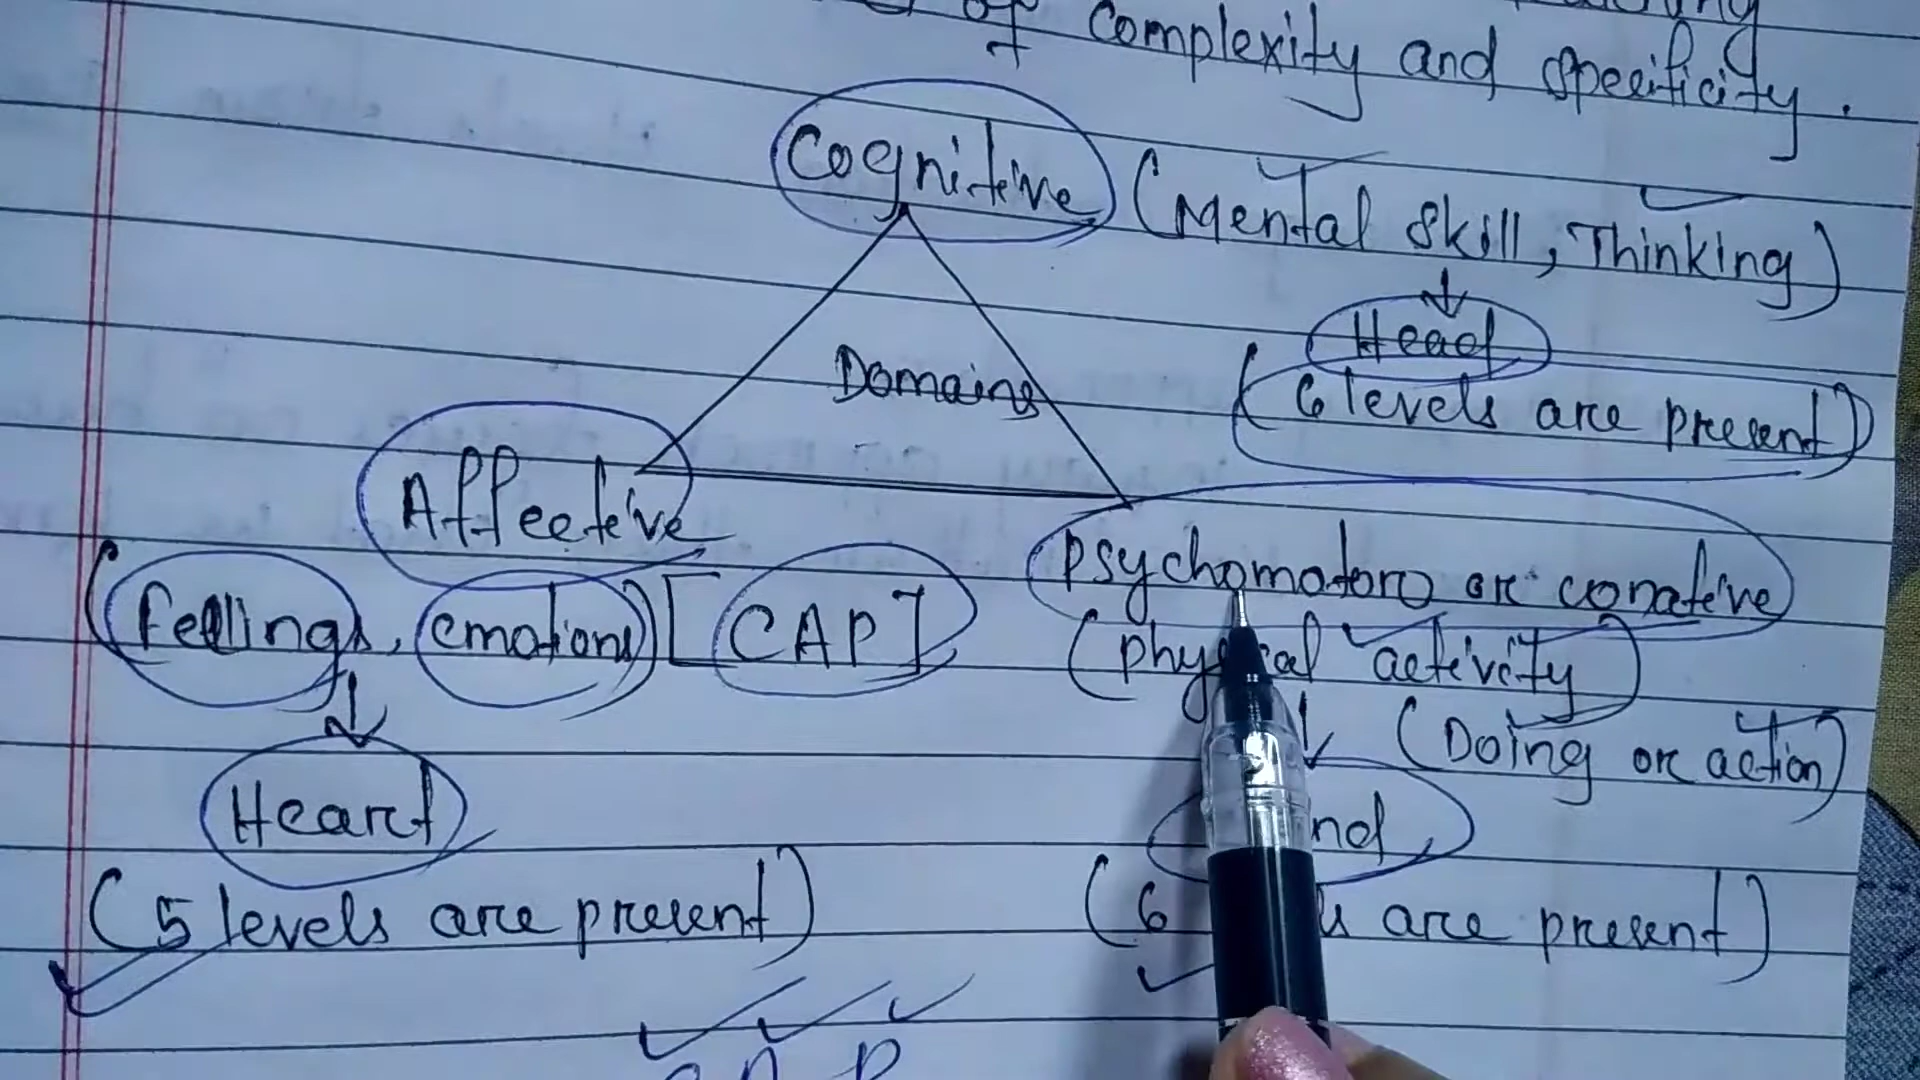 of complexity and specificity.
Cognitive (Mental skill, Thinking)
Head
Domains
(6 levels are present)
Affective
psychomotor or conative
(feelings, emotions) [CAP]
(physical activity)
(Doing or action)
Heart
(5 levels are present)
(6 are present)